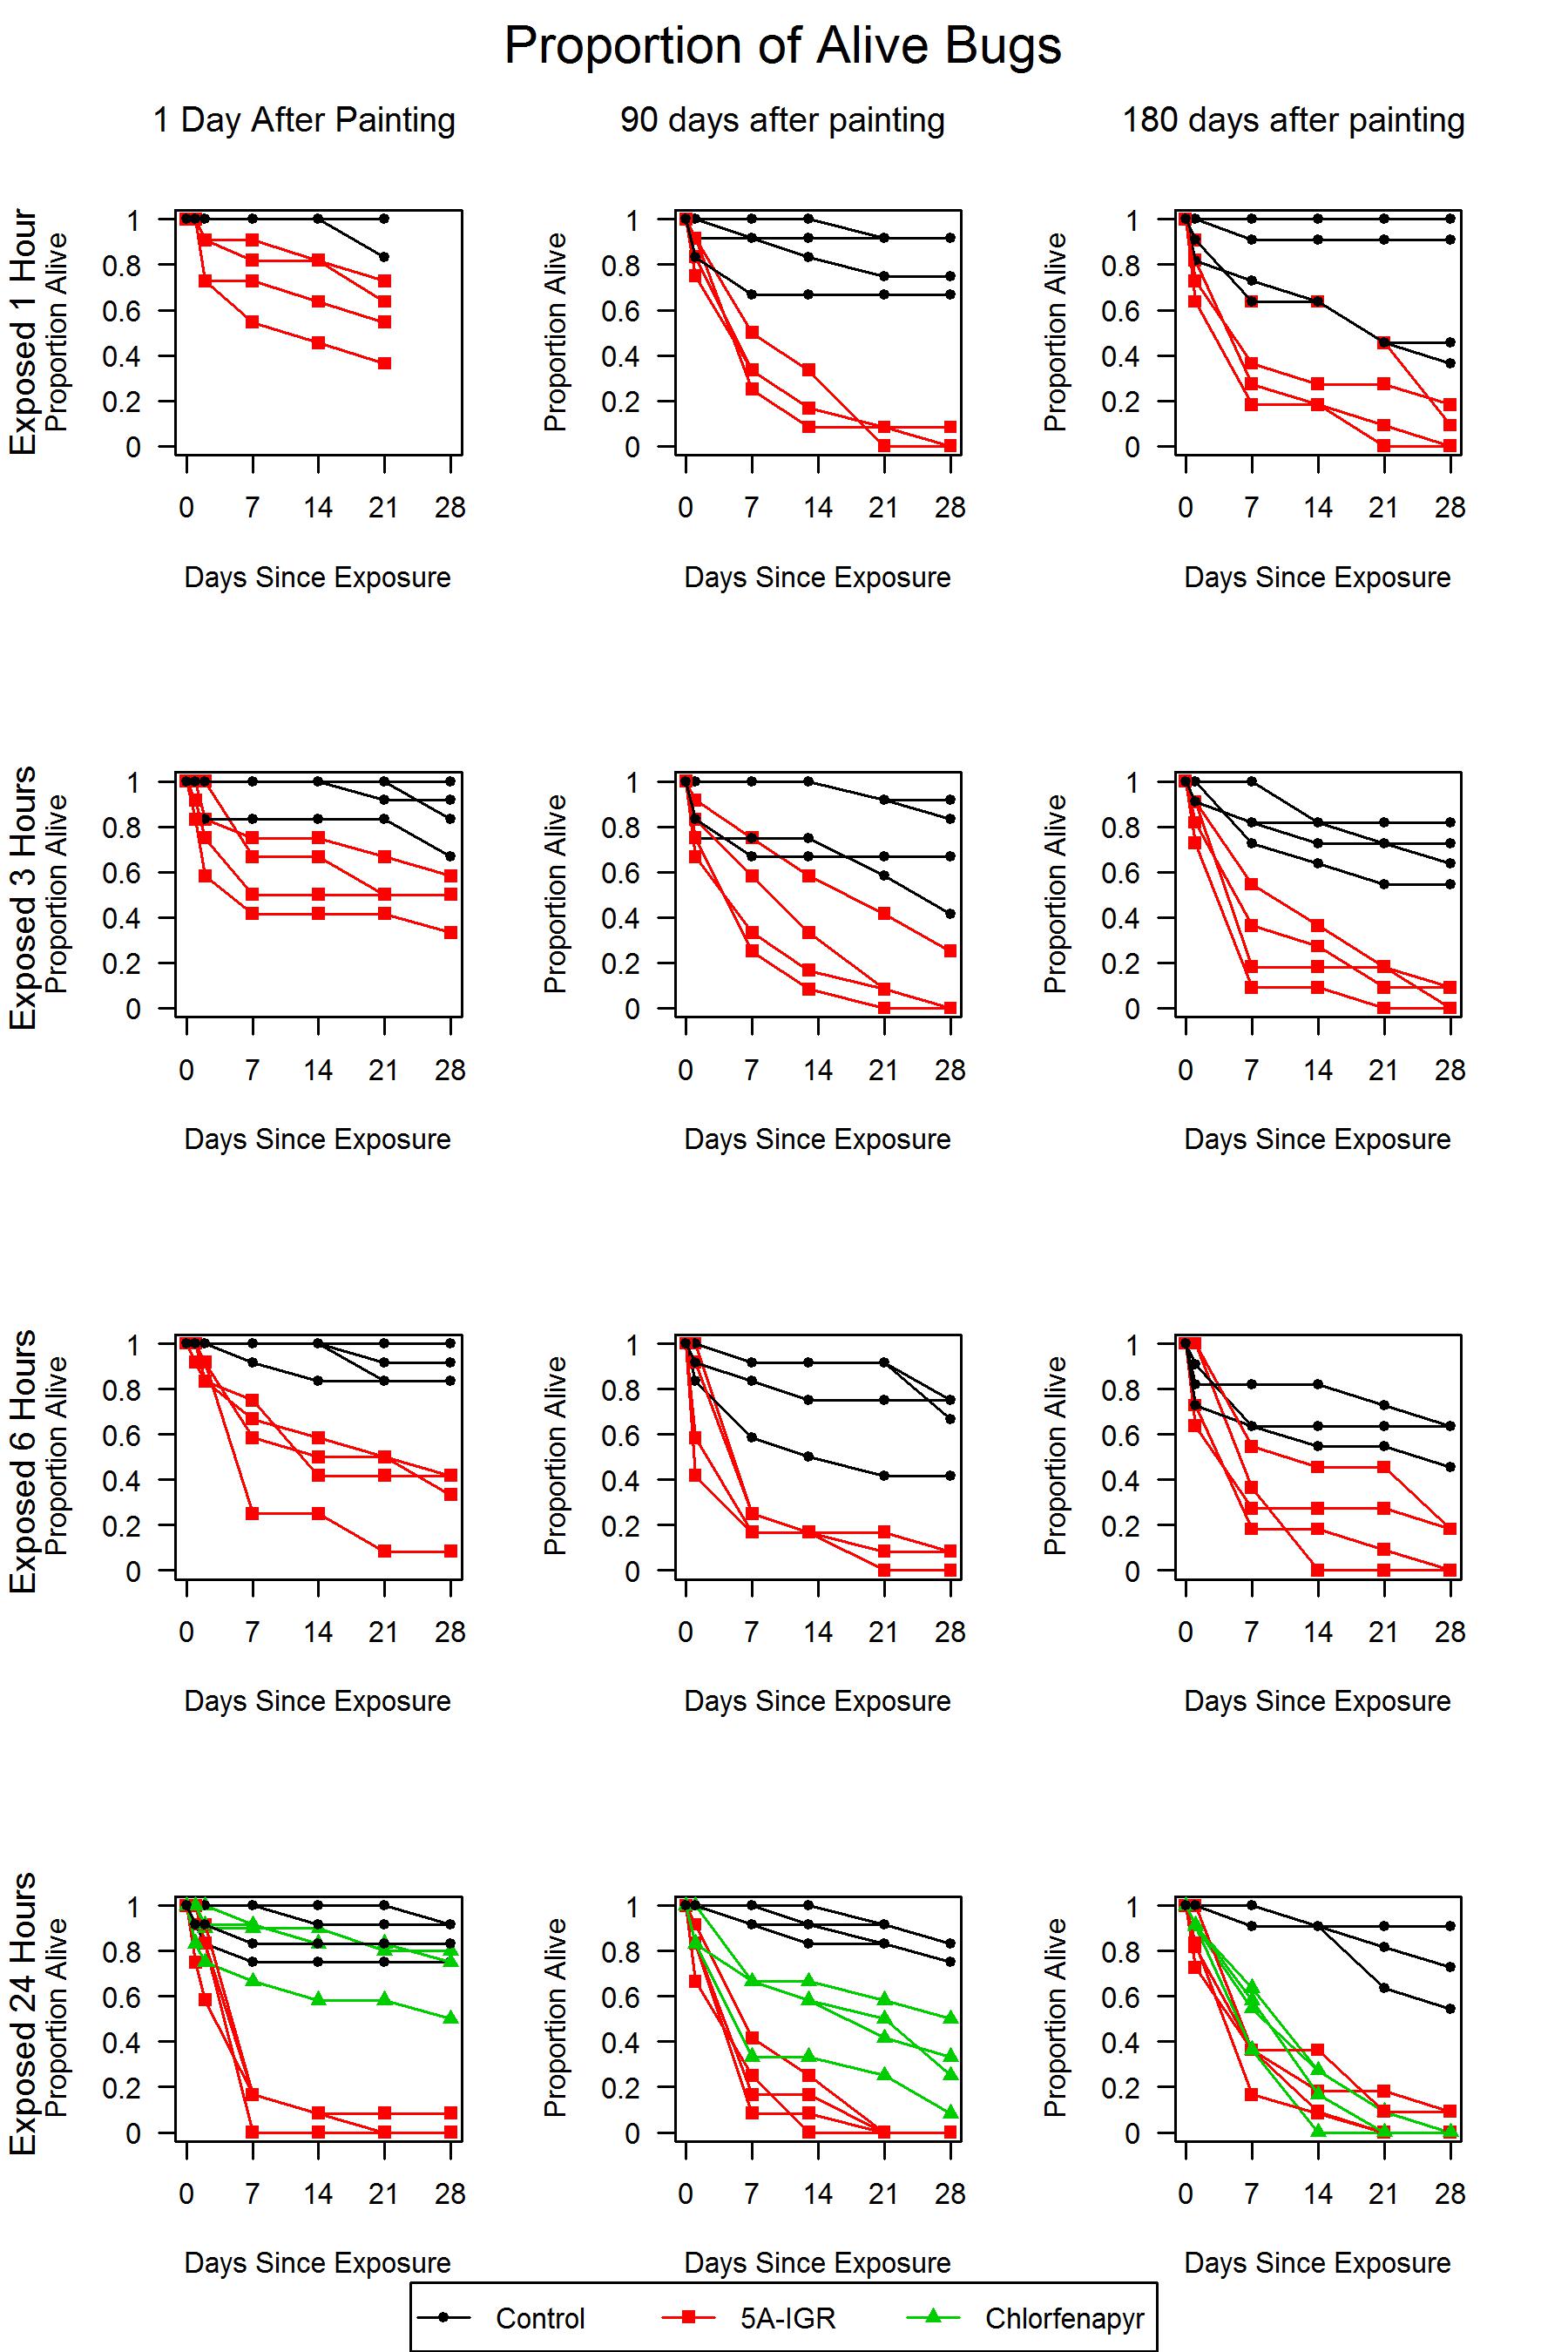 Proportion of Alive Bugs
1 Day After Painting 90 days after painting 180 days after painting
Exposed 1 Hour
Proportion Alive Proportion Alive Proportion Alive
1 1 1
0.8 0.8 0.8
0.6 0.6 0.6
0.4 0.4 0.4
0.2 0.2 0.2
0 0 0
0 7 14 21 28 0 7 14 21 28 0 7 14 21 28
Days Since Exposure Days Since Exposure Days Since Exposure
Exposed 3 Hours
Proportion Alive Proportion Alive Proportion Alive
1 1 1
0.8 0.8 0.8
0.6 0.6 0.6
0.4 0.4 0.4
0.2 0.2 0.2
0 0 0
0 7 14 21 28 0 7 14 21 28 0 7 14 21 28
Days Since Exposure Days Since Exposure Days Since Exposure
Exposed 6 Hours
Proportion Alive Proportion Alive Proportion Alive
1 1 1
0.8 0.8 0.8
0.6 0.6 0.6
0.4 0.4 0.4
0.2 0.2 0.2
0 0 0
0 7 14 21 28 0 7 14 21 28 0 7 14 21 28
Days Since Exposure Days Since Exposure Days Since Exposure
Exposed 24 Hours
Proportion Alive Proportion Alive Proportion Alive
1 1 1
0.8 0.8 0.8
0.6 0.6 0.6
0.4 0.4 0.4
0.2 0.2 0.2
0 0 0
0 7 14 21 28 0 7 14 21 28 0 7 14 21 28
Days Since Exposure Days Since Exposure Days Since Exposure
Control 5A-IGR Chlorfenapyr